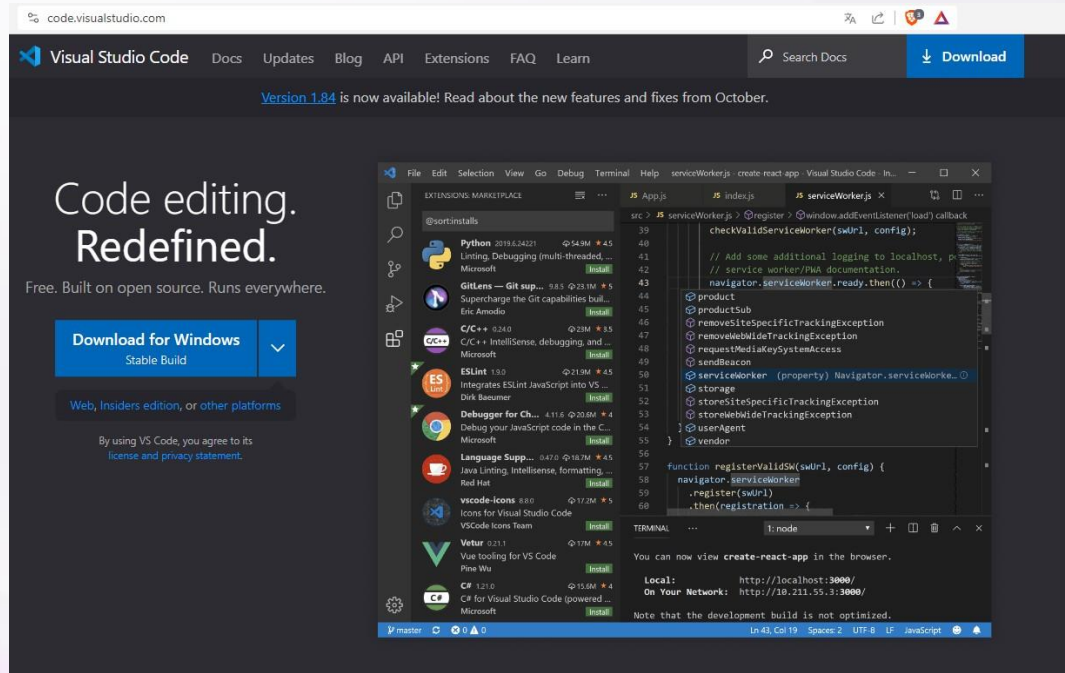 code.visualstudio.com
Visual Studio Code Docs Updates Blog API Extensions FAQ Learn Search Docs Download
Version 1.84 is now available! Read about the new features and fixes from October.
Code editing.
Redefined.
Free. Built on open source. Runs everywhere.
Download for Windows
Stable Build
Web, Insiders edition, or other platforms
By using VS Code, you agree to its
license and privacy statement.
File Edit Selection View Go Debug Terminal Help serviceWorker.js - create-react-app - Visual Studio Code - In...
EXTENSIONS: MARKETPLACE
@sort:installs
Python 2019.6.24221 54.9M 4.5
Linting, Debugging (multi-threaded, ...
Microsoft Install
GitLens — Git sup... 9.8.5 23.1M 5
Supercharge the Git capabilities buil...
Eric Amodio Install
C/C++ 0.24.0 23M 3.5
C/C++ IntelliSense, debugging, and ...
Microsoft Install
ESLint 1.9.0 21.9M 4.5
Integrates ESLint JavaScript into VS ...
Dirk Baeumer Install
Debugger for Ch... 4.11.6 20.6M 4
Debug your JavaScript code in the C...
Microsoft Install
Language Supp... 0.47.0 18.7M 4.5
Java Linting, Intellisense, formatting, ...
Red Hat Install
vscode-icons 8.8.0 17.2M 5
Icons for Visual Studio Code
VSCode Icons Team Install
Vetur 0.21.1 17M 4.5
Vue tooling for VS Code
Pine Wu Install
C# 1.21.0 15.6M 4
C# for Visual Studio Code (powered ...
Microsoft Install
JS App.js JS index.js JS serviceWorker.js
src > JS serviceWorker.js > register > window.addEventListener('load') callback
39 checkValidServiceWorker(swUrl, config);
40
41 // Add some additional logging to localhost, p
42 // service worker/PWA documentation.
43 navigator.serviceWorker.ready.then(() => {
44 product
45 productSub
46 removeSiteSpecificTrackingException
47 removeWebWideTrackingException
48 requestMediaKeySystemAccess
49 sendBeacon
50 serviceWorker (property) Navigator.serviceWorke...
51 storage
52 storeSiteSpecificTrackingException
53 storeWebWideTrackingException
54 } userAgent
55 } vendor
56
57 function registerValidSW(swUrl, config) {
58 navigator.serviceWorker
59 .register(swUrl)
60 .then(registration => {
TERMINAL ... 1: node
You can now view create-react-app in the browser.
Local: http://localhost:3000/
On Your Network: http://10.211.55.3:3000/
Note that the development build is not optimized.
master 0 0 Ln 43, Col 19 Spaces: 2 UTF-8 LF JavaScript